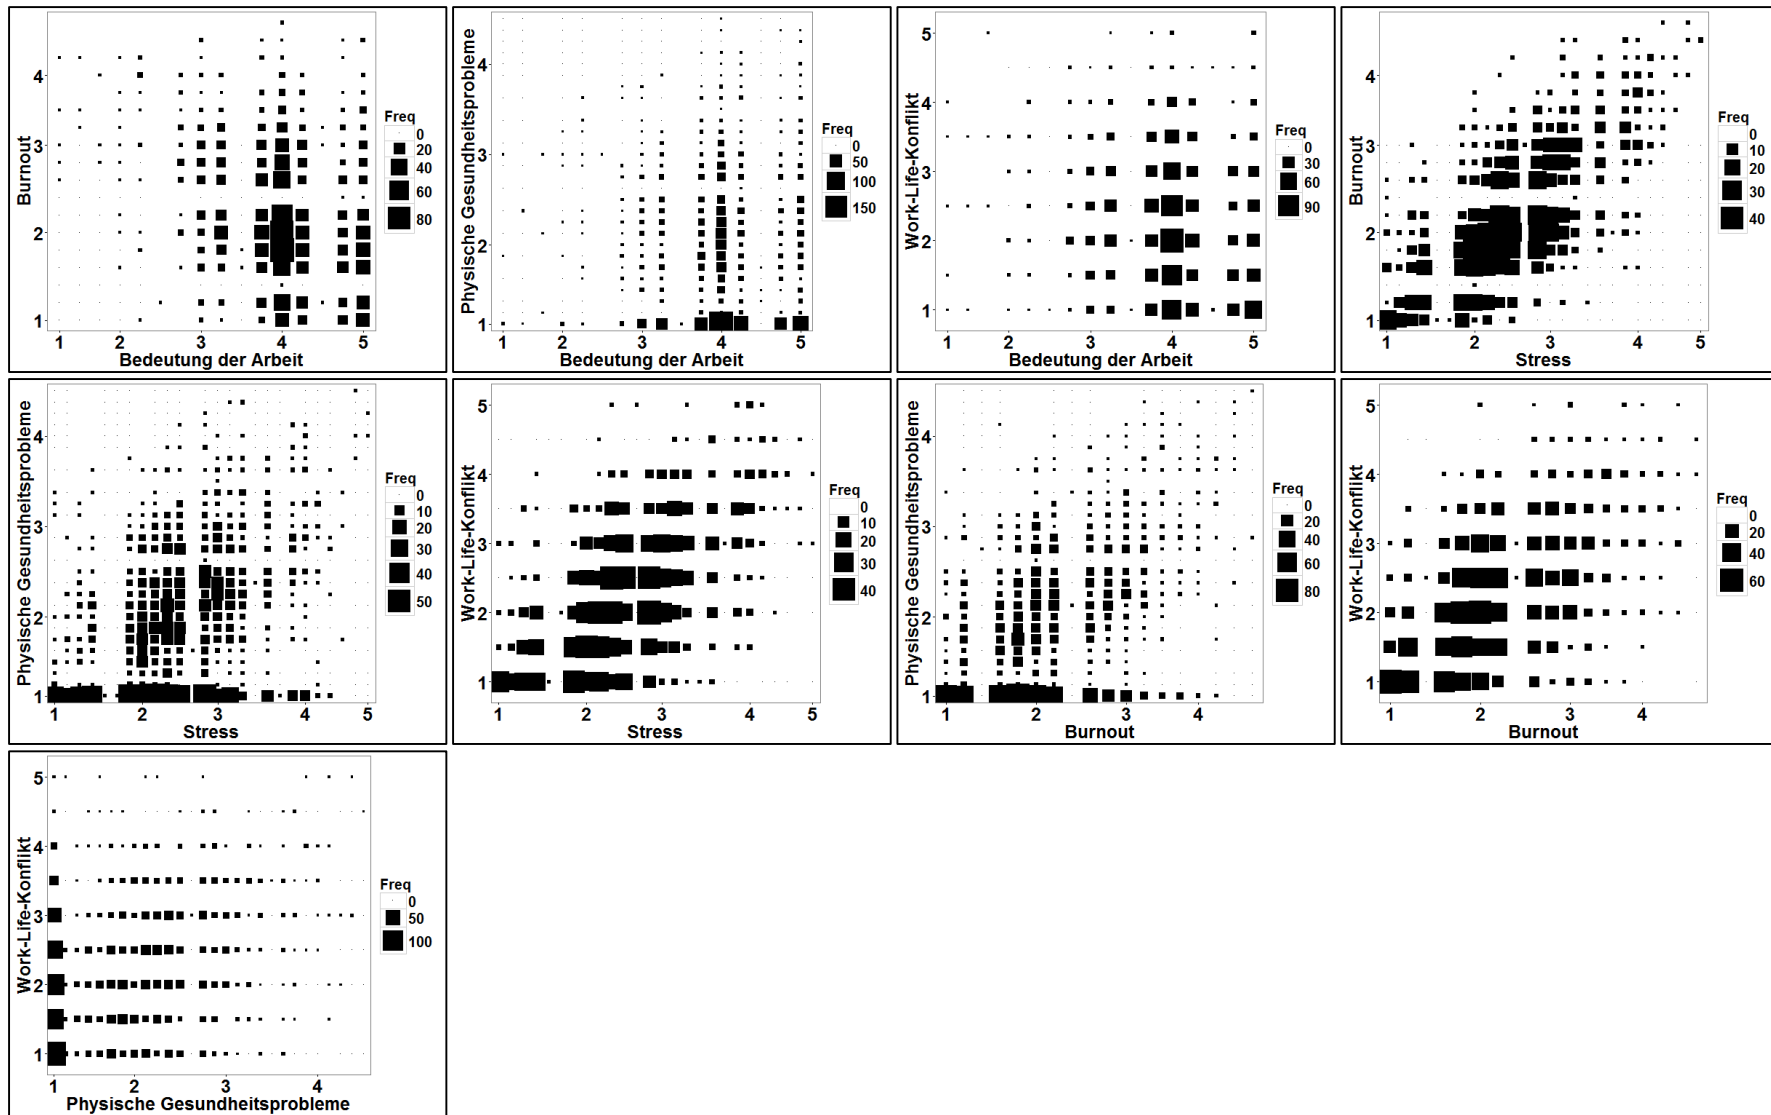 Burnout
4
3
2
1
1 2 3 4 5
Bedeutung der Arbeit
Freq
0
20
40
60
80
Physische Gesundheitsprobleme
4
3
2
1
1 2 3 4 5
Bedeutung der Arbeit
Freq
0
50
100
150
Work-Life-Konflikt
5
4
3
2
1
1 2 3 4 5
Bedeutung der Arbeit
Freq
0
30
60
90
Burnout
4
3
2
1
1 2 3 4 5
Stress
Freq
0
10
20
30
40
Physische Gesundheitsprobleme
4
3
2
1
1 2 3 4 5
Stress
Freq
0
10
20
30
40
50
Work-Life-Konflikt
5
4
3
2
1
1 2 3 4 5
Stress
Freq
0
10
20
30
40
Physische Gesundheitsprobleme
4
3
2
1
1 2 3 4
Burnout
Freq
0
20
40
60
80
Work-Life-Konflikt
5
4
3
2
1
1 2 3 4
Burnout
Freq
0
20
40
60
Work-Life-Konflikt
5
4
3
2
1
1 2 3 4
Physische Gesundheitsprobleme
Freq
0
50
100